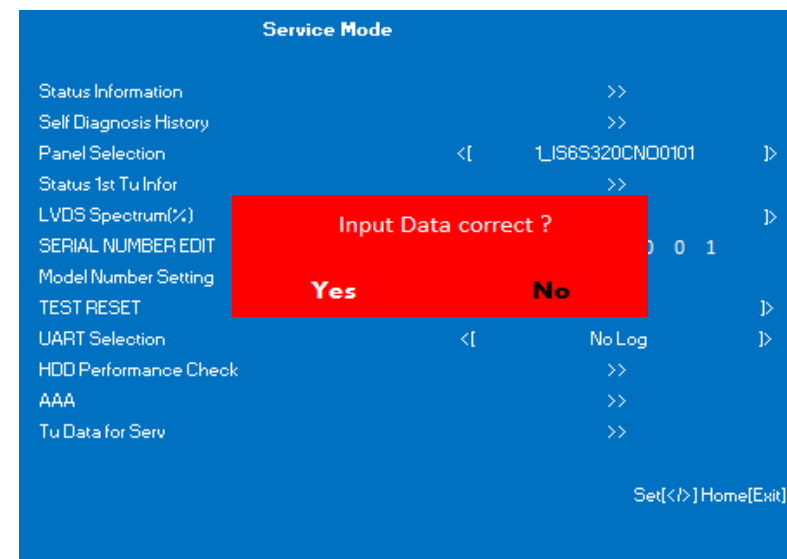 Service Mode
Status Information >>
Self Diagnosis History >>
Panel Selection <[ 1_IS6S320CNO0101 ]>
Status 1st Tu Infor >>
LVDS Spectrum(%) ]>
Input Data correct ?
SERIAL NUMBER EDIT 0 1
Model Number Setting
Yes No
TEST RESET ]>
UART Selection <[ No Log ]>
HDD Performance Check >>
AAA >>
Tu Data for Serv >>
Set[</>] Home[Exit]